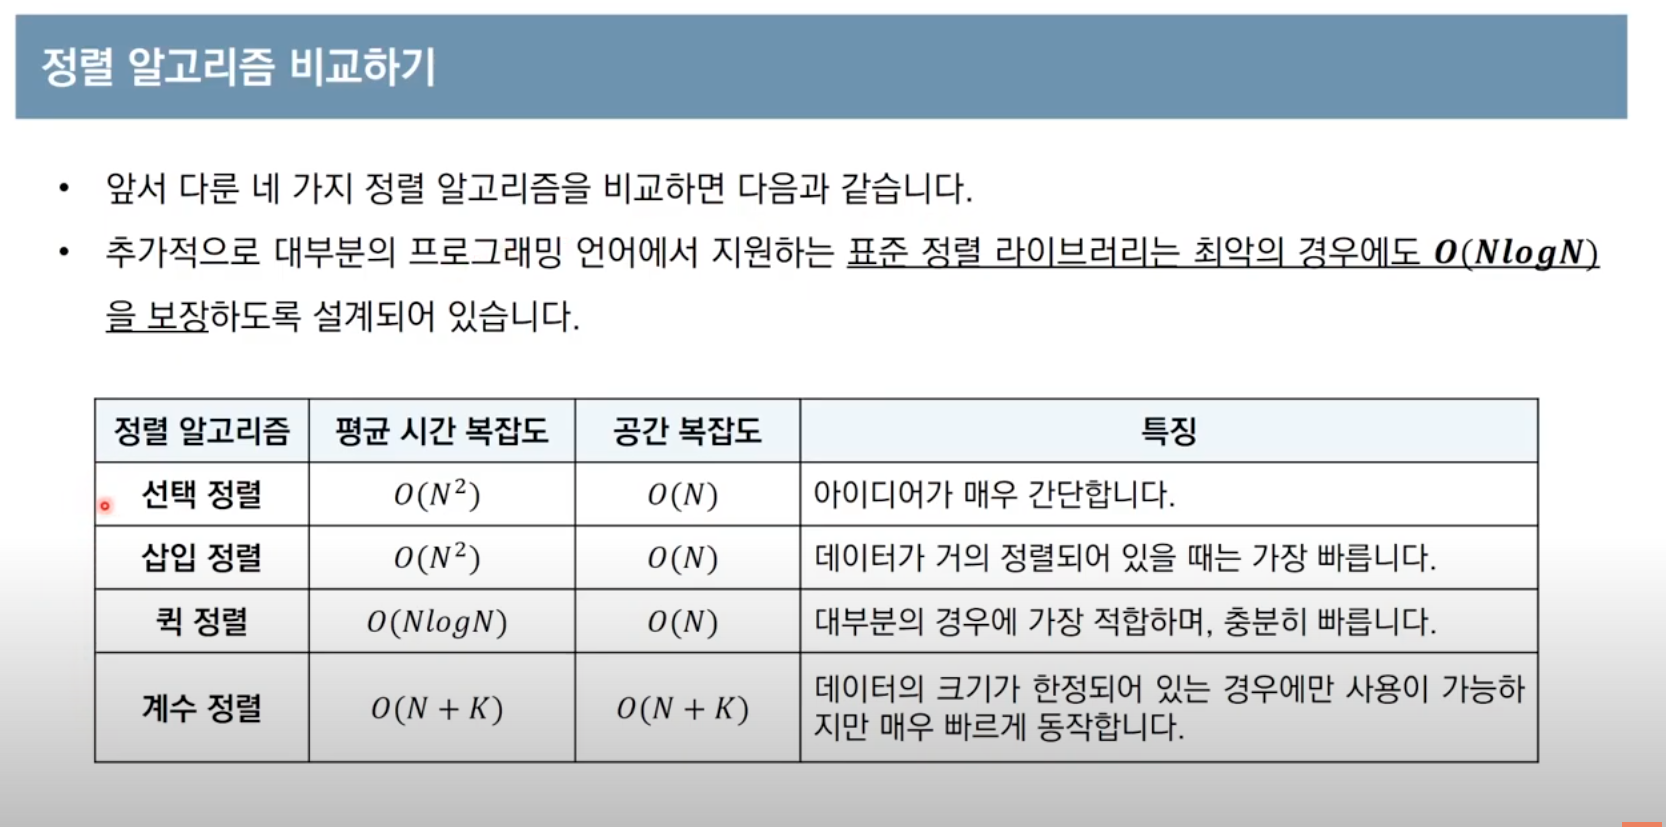 정렬 알고리즘 비교하기
• 앞서 다룬 네 가지 정렬 알고리즘을 비교하면 다음과 같습니다.
• 추가적으로 대부분의 프로그래밍 언어에서 지원하는 표준 정렬 라이브러리는 최악의 경우에도 O(NlogN)
을 보장하도록 설계되어 있습니다.
정렬 알고리즘 평균 시간 복잡도 공간 복잡도 특징
선택 정렬 O(N²) O(N) 아이디어가 매우 간단합니다.
삽입 정렬 O(N²) O(N) 데이터가 거의 정렬되어 있을 때는 가장 빠릅니다.
퀵 정렬 O(NlogN) O(N) 대부분의 경우에 가장 적합하며, 충분히 빠릅니다.
계수 정렬 O(N + K) O(N + K) 데이터의 크기가 한정되어 있는 경우에만 사용이 가능하
지만 매우 빠르게 동작합니다.